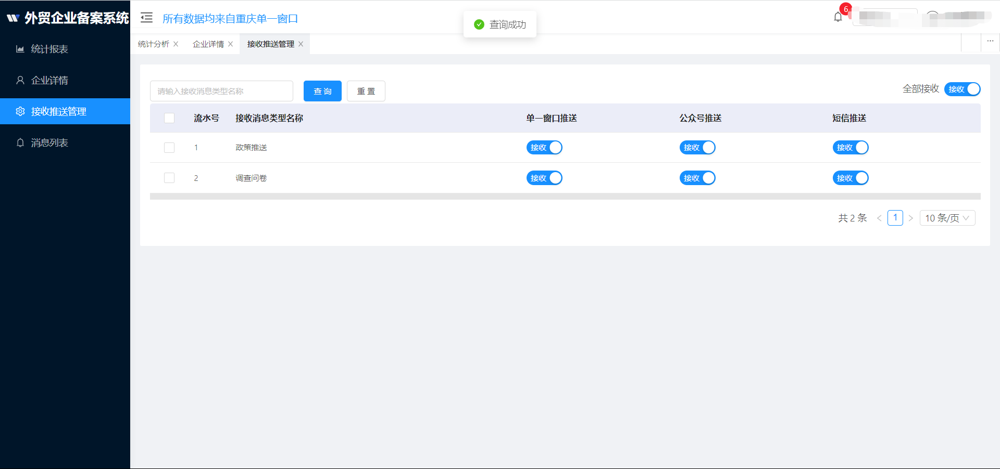 外贸企业备案系统
所有数据均来自重庆单一窗口
查询成功
6
统计分析
企业详情
接收推送管理
统计报表
企业详情
接收推送管理
消息列表
请输入接收消息类型名称
查 询
重 置
全部接收
接收
流水号 接收消息类型名称 单一窗口推送 公众号推送 短信推送
1 政策推送 接收 接收 接收
2 调查问卷 接收 接收 接收
共 2 条 < 1 > 10 条/页